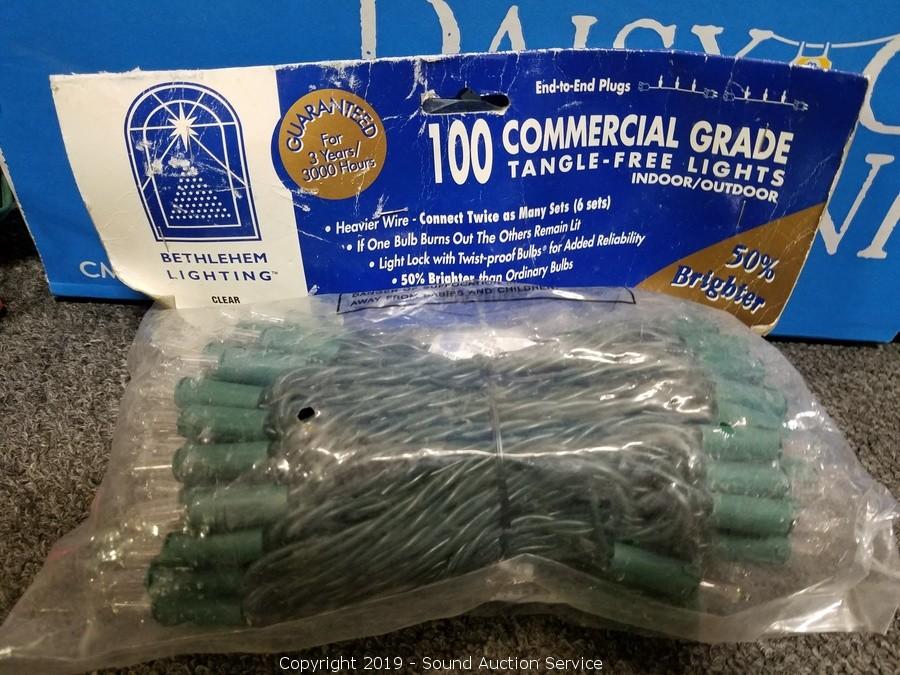 DAISY
CM
End-to-End Plugs
GUARANTEED
For
3 Years/
3000 Hours
100 COMMERCIAL GRADE
TANGLE-FREE LIGHTS
INDOOR/OUTDOOR
• Heavier Wire - Connect Twice as Many Sets (6 sets)
• If One Bulb Burns Out The Others Remain Lit
• Light Lock with Twist-proof Bulbs® for Added Reliability
• 50% Brighter than Ordinary Bulbs
50%
Brighter
BETHLEHEM
LIGHTING™
CLEAR
AWAY FROM BABIES AND CHILDREN
Copyright 2019 - Sound Auction Service